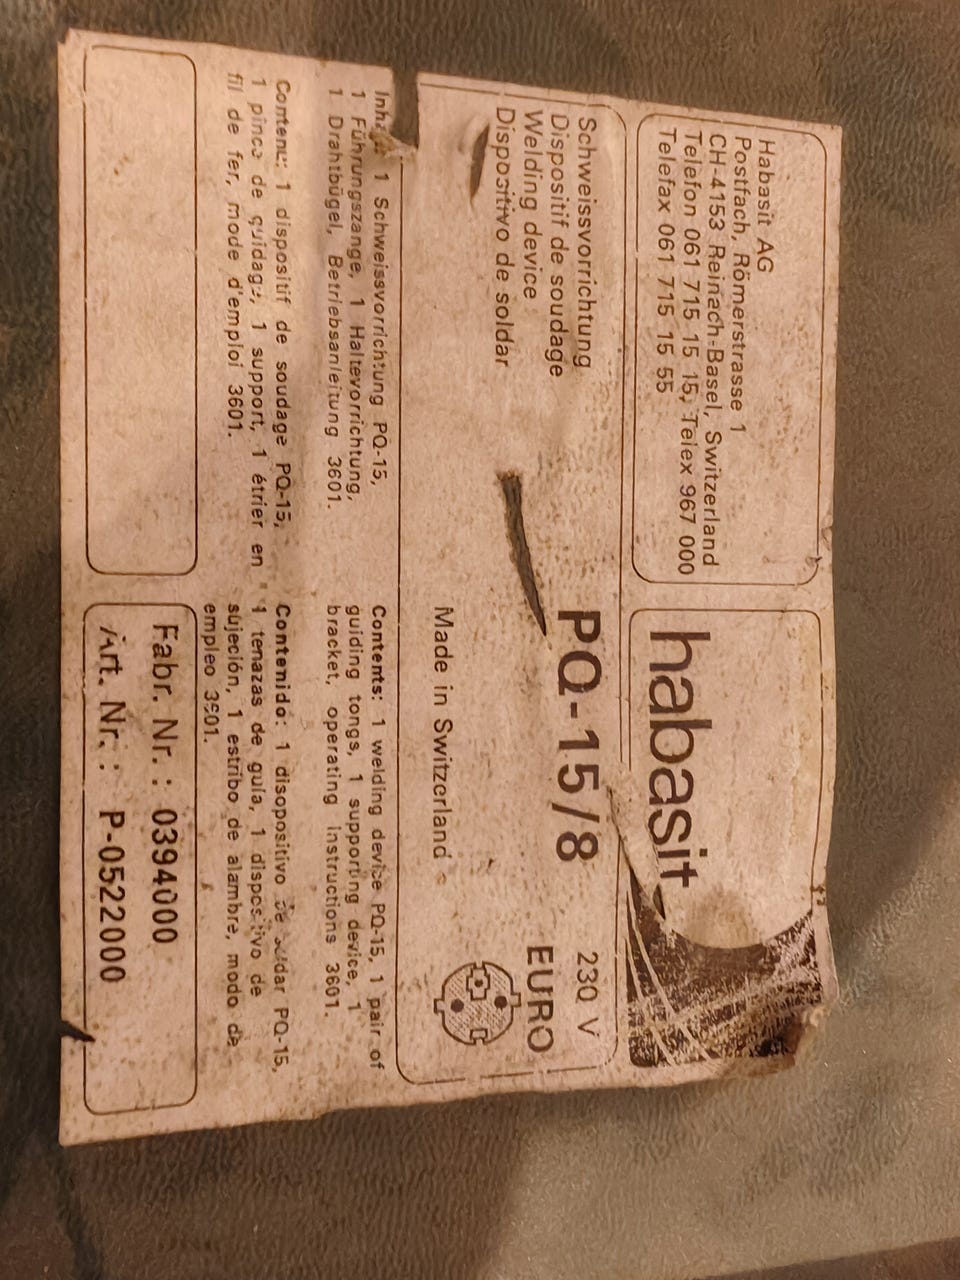 Habasit AG
Postfach, Römerstrasse 1
CH-4153 Reinach-Basel, Switzerland
Telefon 061 715 15 15, Telex 967 000
Telefax 061 715 15 55
habasit
Schweissvorrichtung
Dispositif de soudage
Welding device
Dispositivo de soldar
PQ-15/8
230 V
EURO
Made in Switzerland
1 Schweissvorrichtung PQ-15,
1 Führungszange, 1 Haltevorrichtung,
1 Drahtbügel, Betriebsanleitung 3601.
Contents: 1 welding device PQ-15, 1 pair of
guiding tongs, 1 supporting device, 1
bracket, operating instructions 3601.
Contenu: 1 dispositif de soudage PQ-15,
1 pince de guidage, 1 support, 1 étrier en
fil de fer, mode d'emploi 3601.
Contenido: 1 disopositivo de soldar PQ-15,
1 tenazas de guía, 1 dispositivo de
sujeción, 1 estribo de alambre, modo de
empleo 3601.
Fabr. Nr.: 0394000
Art. Nr.: P-0522000